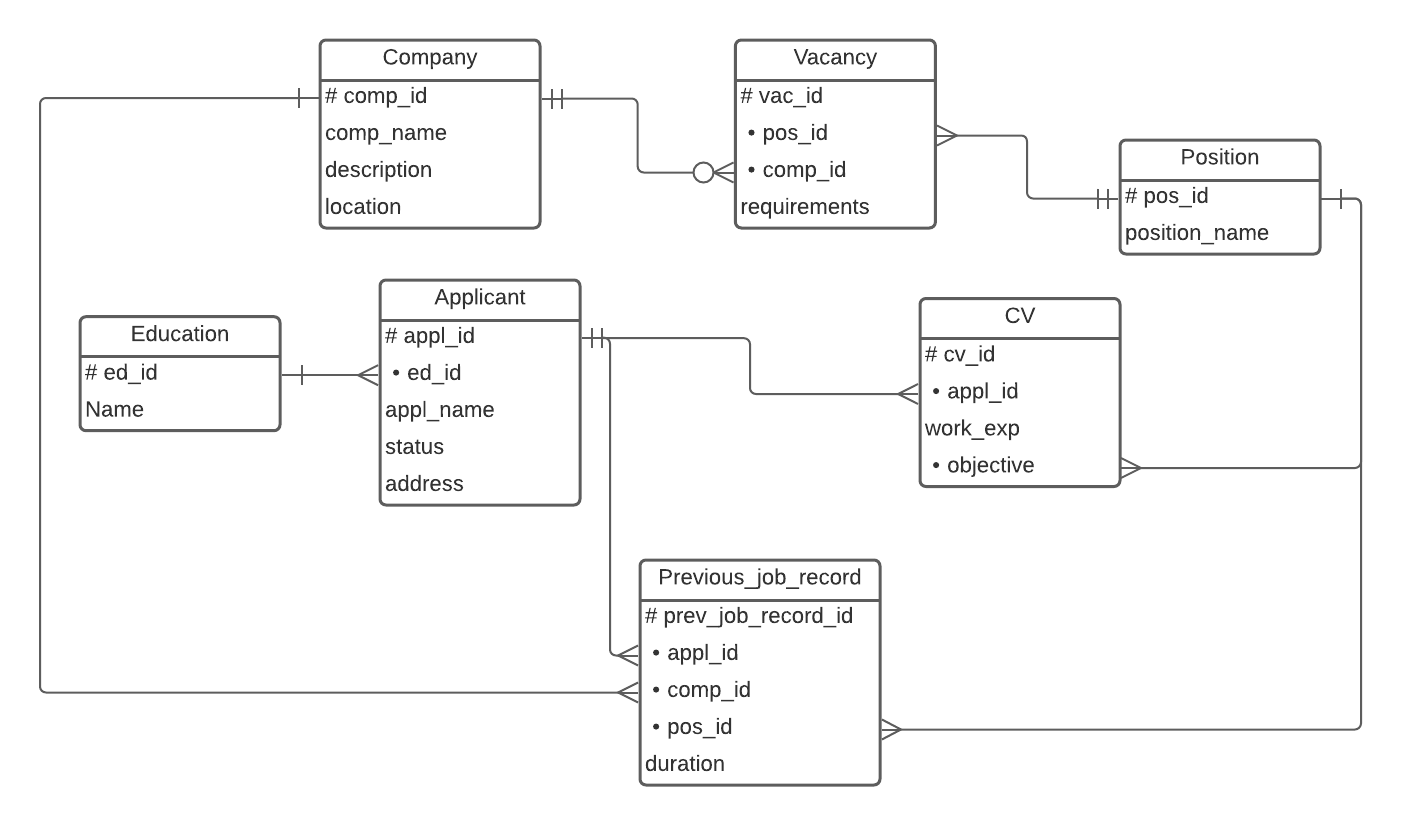 Company
# comp_id
comp_name
description
location
Vacancy
# vac_id
• pos_id
• comp_id
requirements
Position
# pos_id
position_name
Education
# ed_id
Name
Applicant
# appl_id
• ed_id
appl_name
status
address
CV
# cv_id
• appl_id
work_exp
• objective
Previous_job_record
# prev_job_record_id
• appl_id
• comp_id
• pos_id
duration